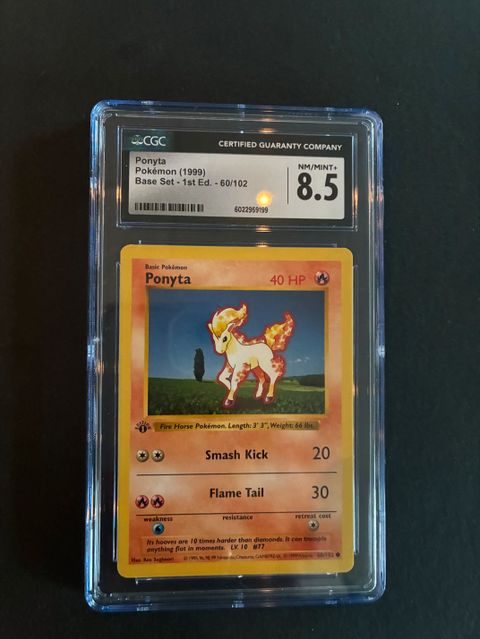 CGC
CERTIFIED GUARANTY COMPANY
Ponyta
Pokémon (1999)
Base Set - 1st Ed. - 60/102
NM/MINT+
8.5
6022959199
Basic Pokémon
Ponyta
40 HP
Fire Horse Pokémon. Length: 3' 3", Weight: 66 lbs.
Smash Kick 20
Flame Tail 30
weakness resistance retreat cost
Its hooves are 10 times harder than diamonds. It can trample
anything flat in moments. LV. 10 #77
60/102